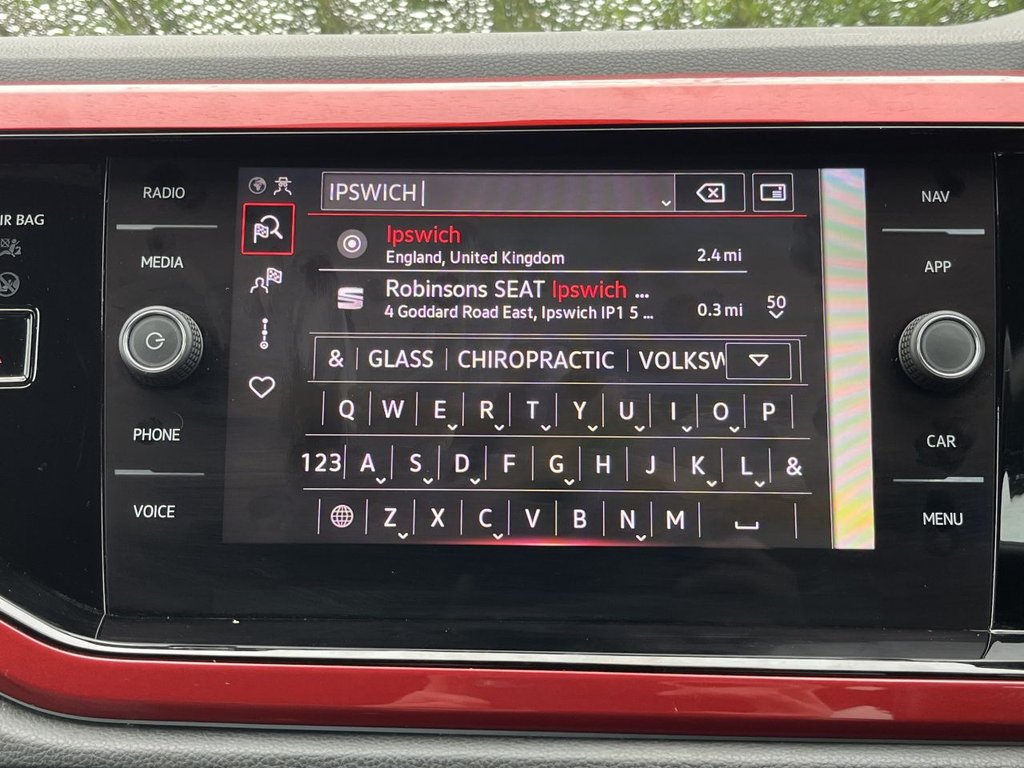 RADIO
MEDIA
PHONE
VOICE
IR BAG
IPSWICH
Ipswich
England, United Kingdom 2.4 mi
Robinsons SEAT Ipswich ...
4 Goddard Road East, Ipswich IP1 5 ... 0.3 mi
50
& GLASS CHIROPRACTIC VOLKSW
Q W E R T Y U I O P
123 A S D F G H J K L &
Z X C V B N M
NAV
APP
CAR
MENU